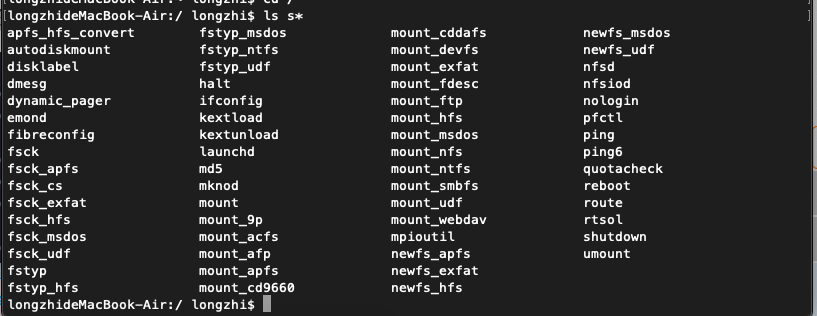 longzhideMacBook-Air:~ longzhi$ cd /
[longzhideMacBook-Air:/ longzhi$ ls s* ]
apfs_hfs_convert fstyp_msdos mount_cddafs newfs_msdos
autodiskmount fstyp_ntfs mount_devfs newfs_udf
disklabel fstyp_udf mount_exfat nfsd
dmesg halt mount_fdesc nfsiod
dynamic_pager ifconfig mount_ftp nologin
emond kextload mount_hfs pfctl
fibreconfig kextunload mount_msdos ping
fsck launchd mount_nfs ping6
fsck_apfs md5 mount_ntfs quotacheck
fsck_cs mknod mount_smbfs reboot
fsck_exfat mount mount_udf route
fsck_hfs mount_9p mount_webdav rtsol
fsck_msdos mount_acfs mpioutil shutdown
fsck_udf mount_afp newfs_apfs umount
fstyp mount_apfs newfs_exfat
fstyp_hfs mount_cd9660 newfs_hfs
longzhideMacBook-Air:/ longzhi$